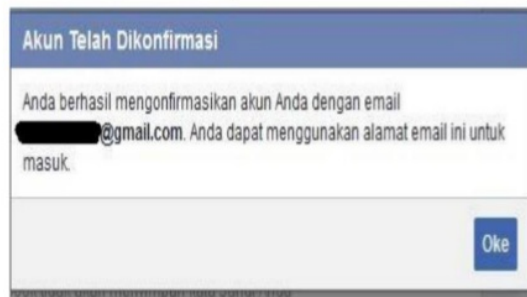 Akun Telah Dikonfirmasi
Anda berhasil mengonfirmasikan akun Anda dengan email
@gmail.com. Anda dapat menggunakan alamat email ini untuk
masuk.
Oke